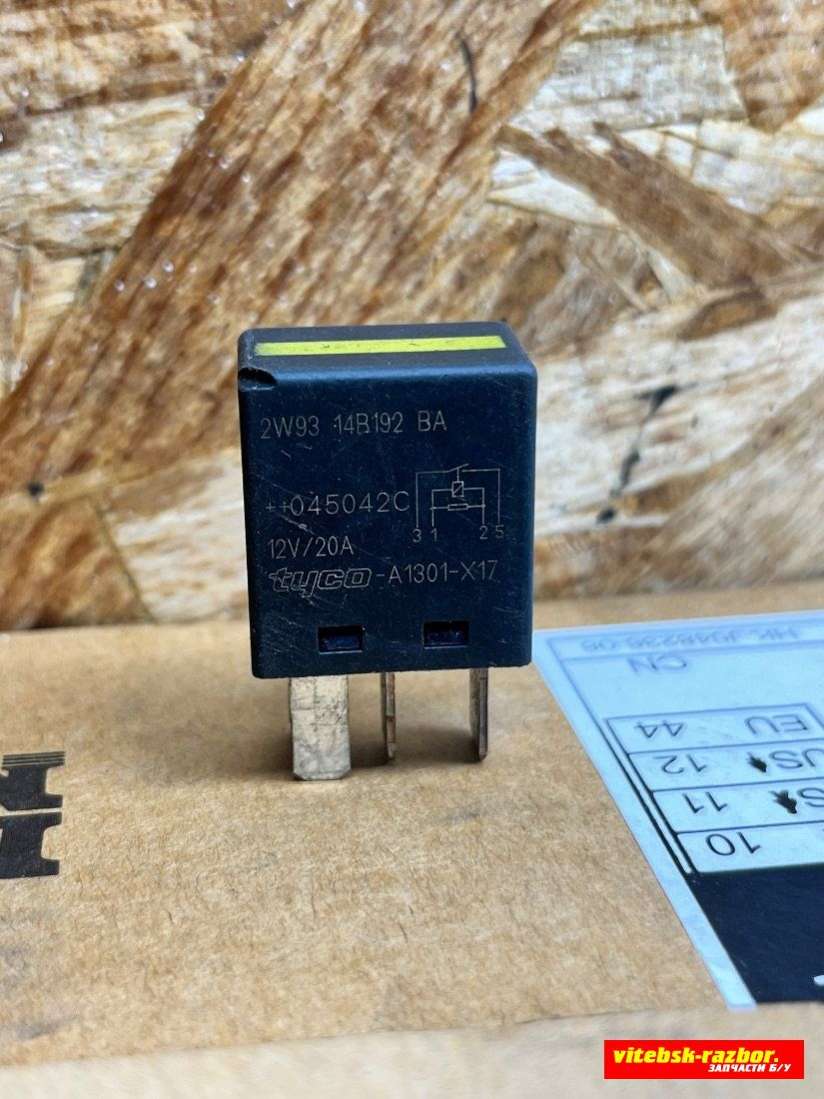 2W93 14B192 BA
++045042C
3 1 2 5
12V/20A
tyco -A1301-X17
CN
EU 44
US 12
11
10
vitebsk-razbor.
ЗАПЧАСТИ Б/У